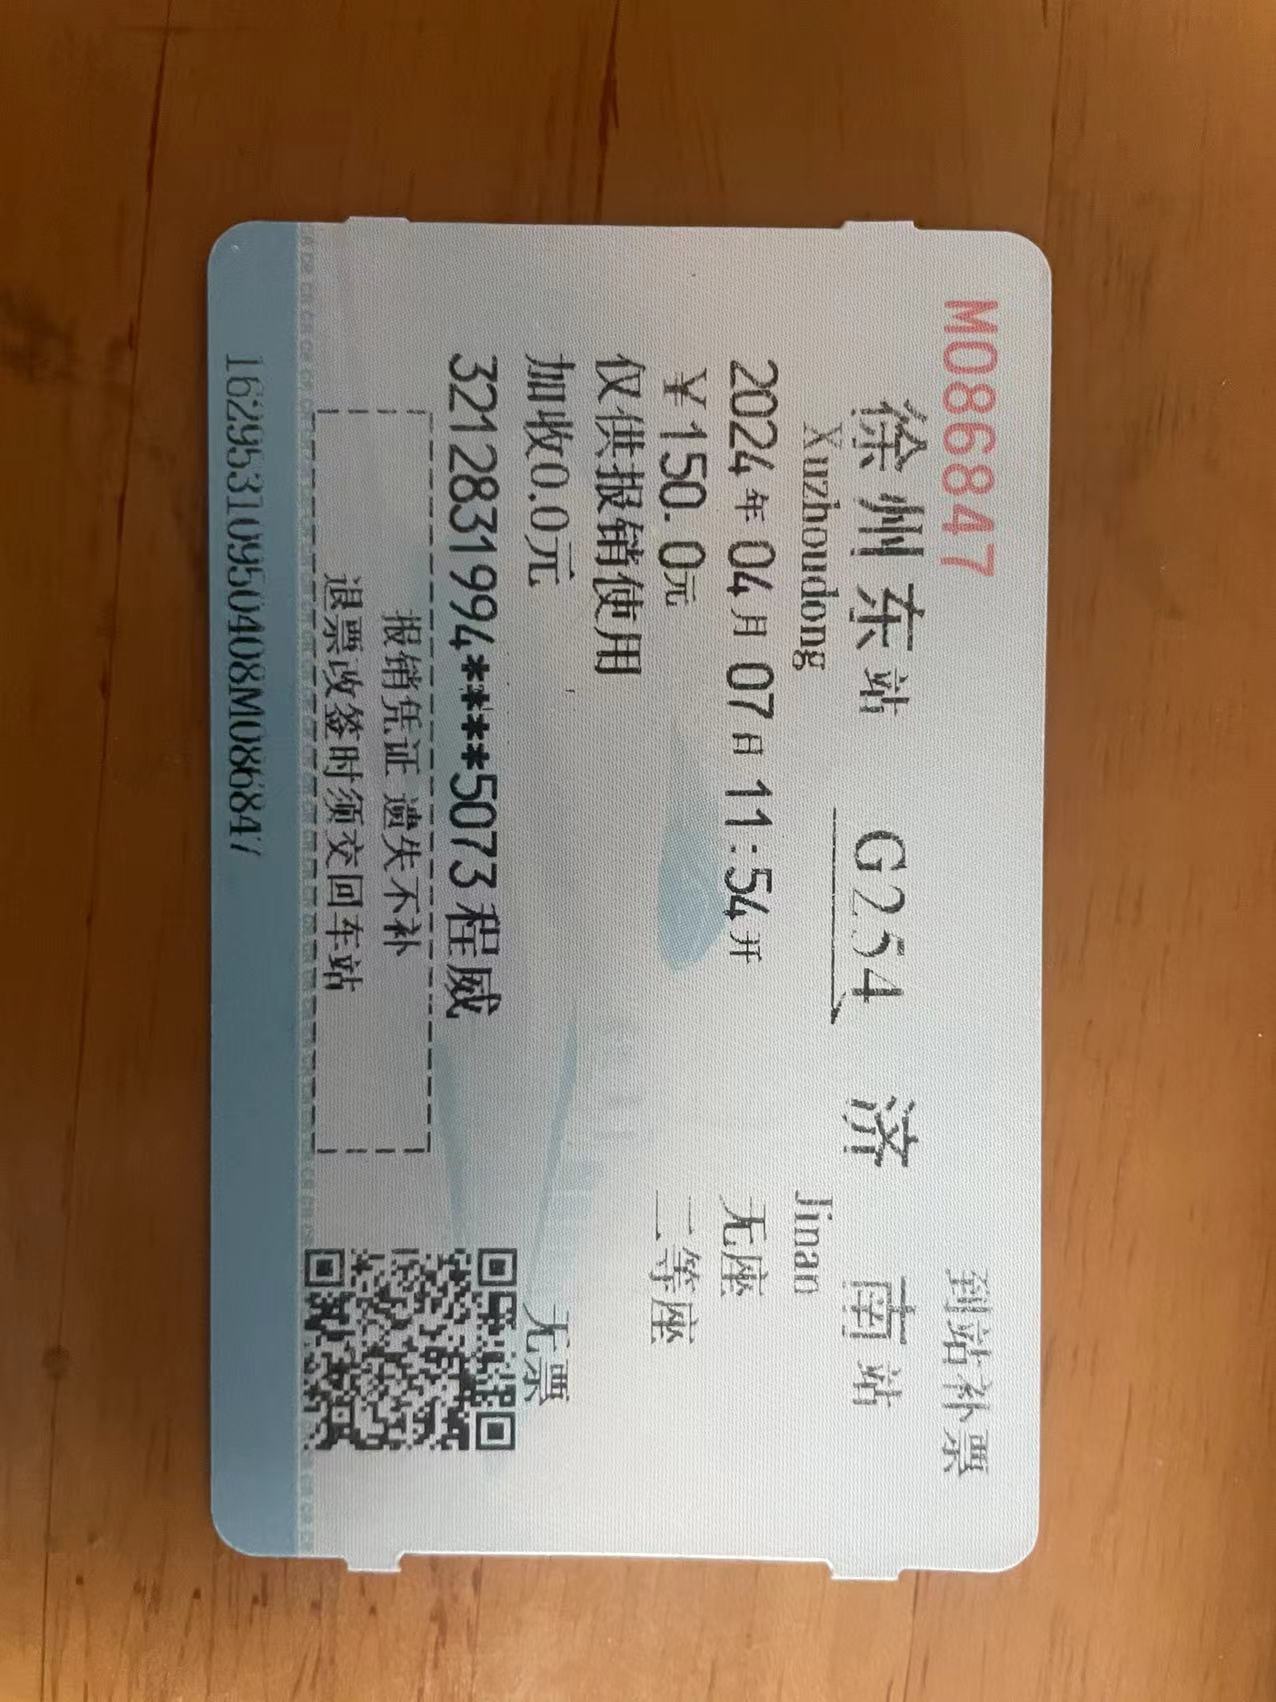 M086847 到站补票
徐州东站 G254 济南站
Xuzhoudong Jinan
2024年04月07日11:54开 无座
￥150.0元 二等座
仅供报销使用
加收0.0元 无票
3212831994****5073程威
报销凭证 遗失不补
退票改签时须交回车站
16295310950408M086847